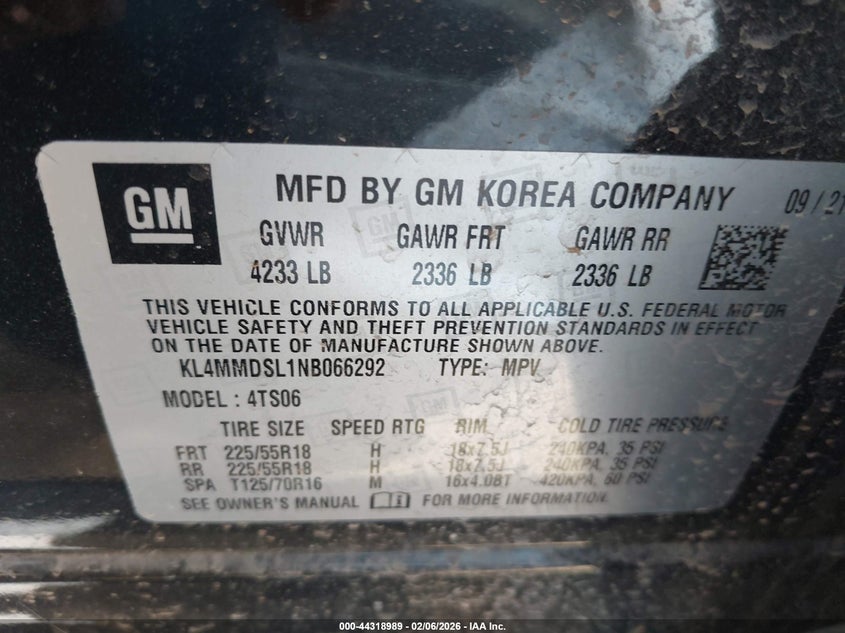 GM
MFD BY GM KOREA COMPANY 09/21
GVWR GAWR FRT GAWR RR
4233 LB 2336 LB 2336 LB
THIS VEHICLE CONFORMS TO ALL APPLICABLE U.S. FEDERAL MOTOR
VEHICLE SAFETY AND THEFT PREVENTION STANDARDS IN EFFECT
ON THE DATE OF MANUFACTURE SHOWN ABOVE.
KL4MMDSL1NB066292 TYPE: MPV
MODEL: 4TS06
TIRE SIZE SPEED RTG RIM COLD TIRE PRESSURE
FRT 225/55R18 H 18x7.5J 240KPA, 35 PSI
RR 225/55R18 H 18x7.5J 240KPA, 35 PSI
SPA T125/70R16 M 16x4.08T 420KPA, 60 PSI
SEE OWNER'S MANUAL FOR MORE INFORMATION.
000-44318989 | 02/06/2026 – IAA Inc.